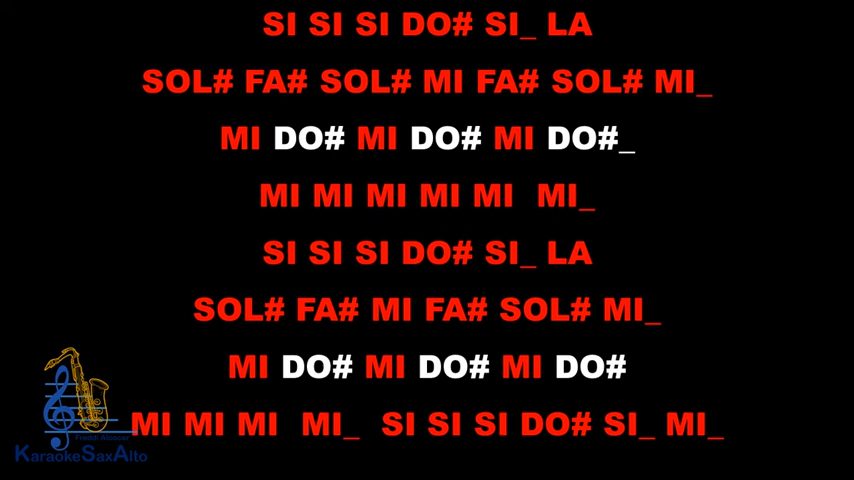 SI SI SI DO# SI_ LA
SOL# FA# SOL# MI FA# SOL# MI_
MI DO# MI DO# MI DO#_
MI MI MI MI MI MI_
SI SI SI DO# SI_ LA
SOL# FA# MI FA# SOL# MI_
MI DO# MI DO# MI DO#
MI MI MI MI_ SI SI SI DO# SI_ MI_
KaraokeSaxAlto